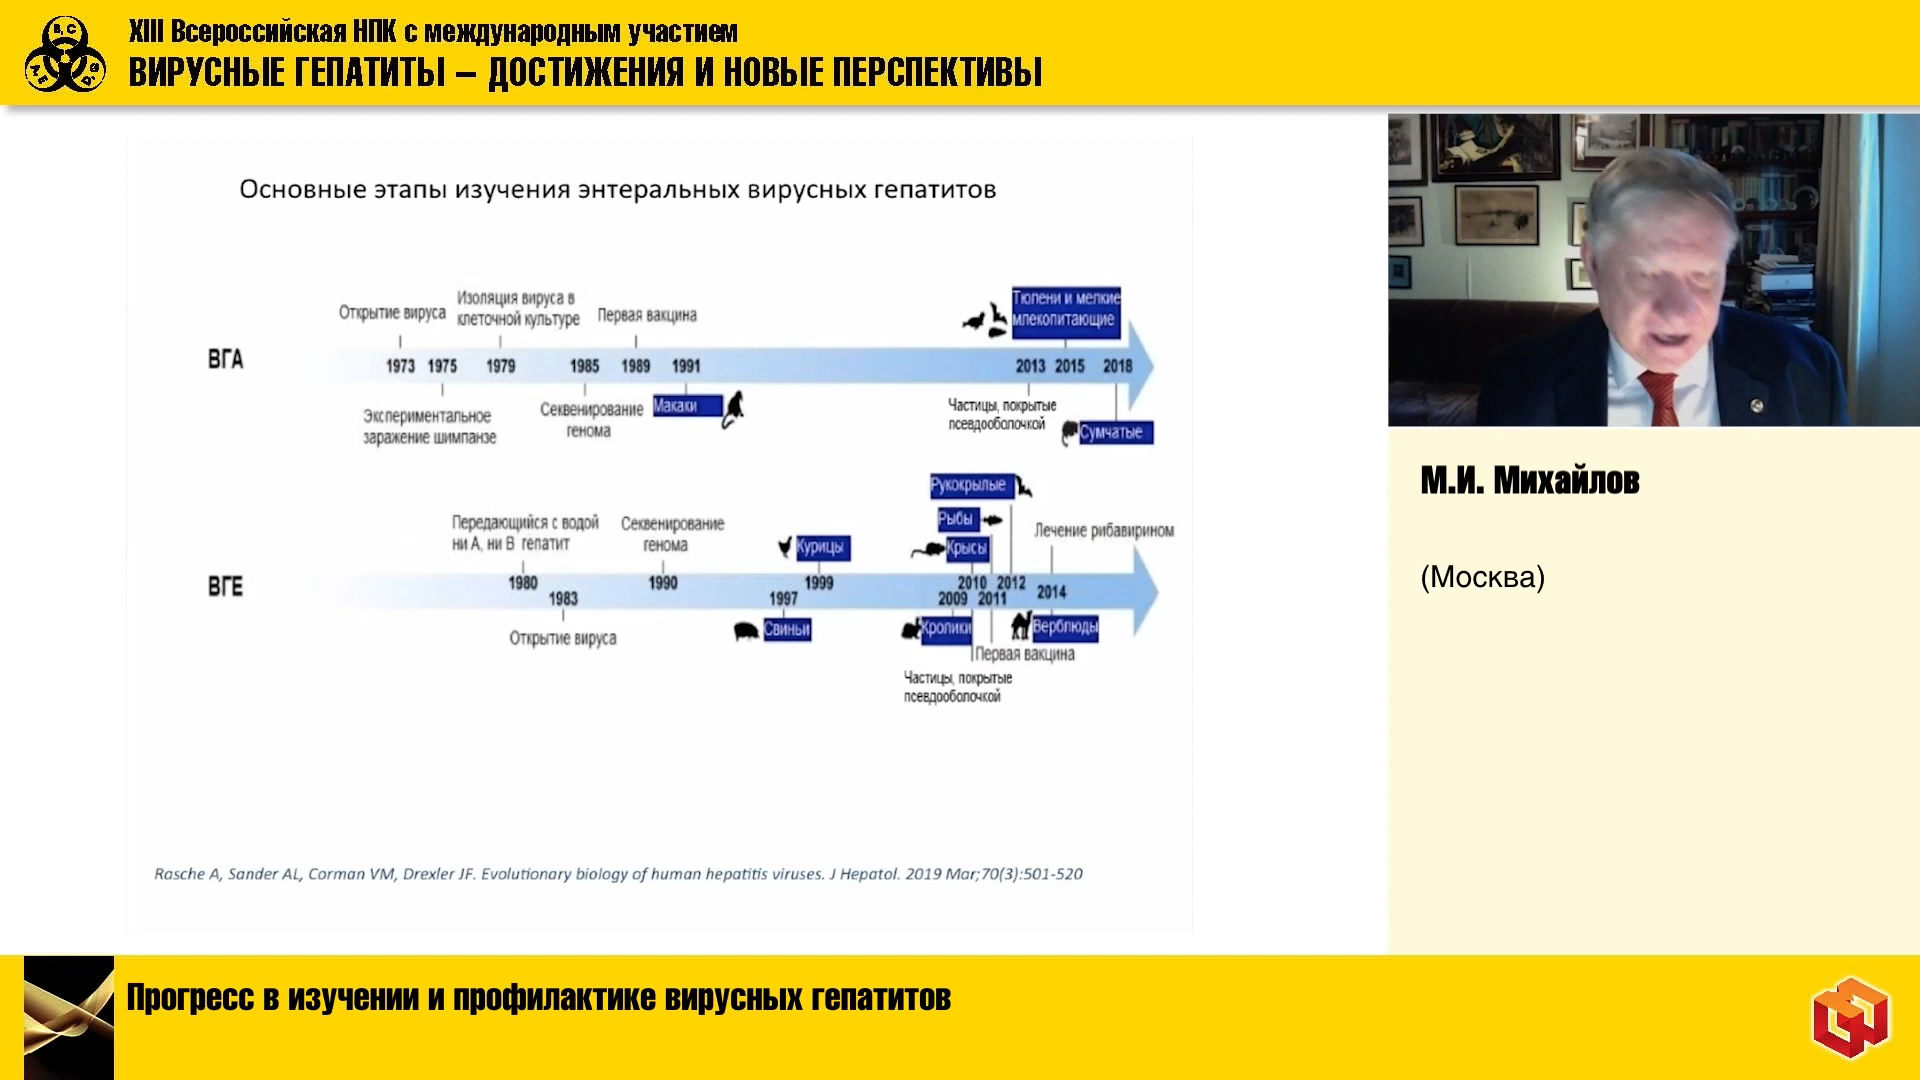 XIII Всероссийская НПК с международным участием
ВИРУСНЫЕ ГЕПАТИТЫ – ДОСТИЖЕНИЯ И НОВЫЕ ПЕРСПЕКТИВЫ
Основные этапы изучения энтеральных вирусных гепатитов
ВГА
Открытие вируса
Изоляция вируса в
клеточной культуре
Первая вакцина
Тюлени и мелкие
млекопитающие
1973 1975 1979 1985 1989 1991 2013 2015 2018
Экспериментальное
заражение шимпанзе
Секвенирование
генома
Макаки
Частицы, покрытые
псевдооболочкой
Сумчатые
ВГЕ
Передающийся с водой
ни А, ни В гепатит
Секвенирование
генома
Курицы
Рукокрылые
Рыбы
Крысы
Лечение рибавирином
1980 1990 1999 2010 2012
1983 1997 2009 2011 2014
Открытие вируса
Свиньи
Кролики
Верблюды
Первая вакцина
Частицы, покрытые
псевдооболочкой
Rasche A, Sander AL, Corman VM, Drexler JF. Evolutionary biology of human hepatitis viruses. J Hepatol. 2019 Mar;70(3):501-520
М.И. Михайлов
(Москва)
Прогресс в изучении и профилактике вирусных гепатитов